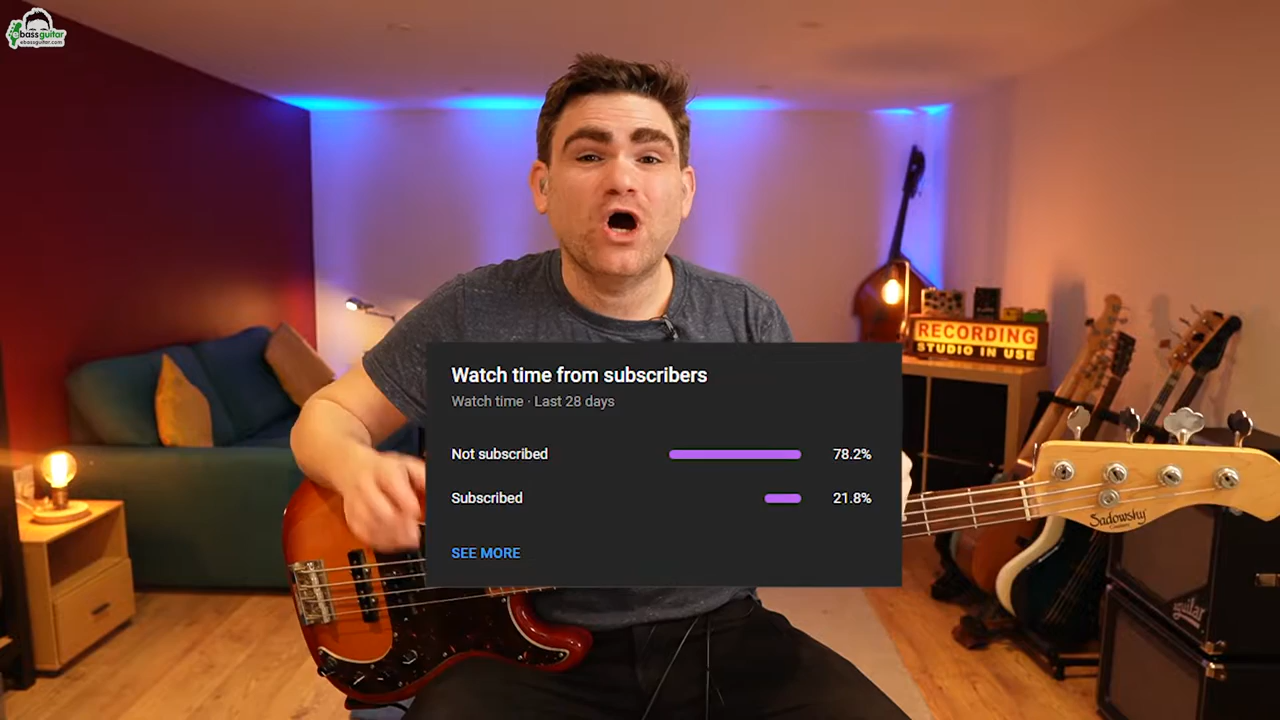 ebassguitar
ebassguitar.com
Watch time from subscribers
Watch time · Last 28 days
Not subscribed 78.2%
Subscribed 21.8%
SEE MORE
RECORDING
STUDIO IN USE
Sadowsky
aguilar